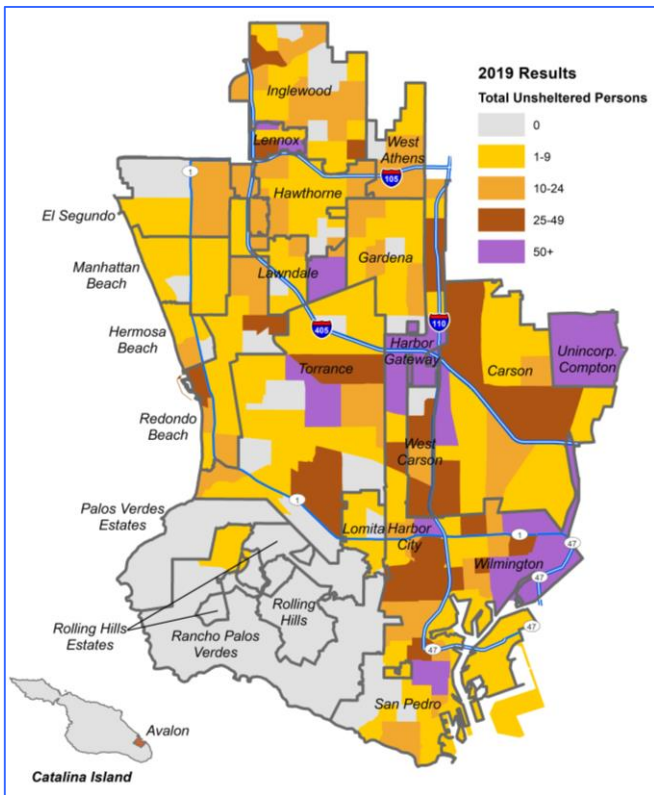 2019 Results
Total Unsheltered Persons
0
1-9
10-24
25-49
50+
Inglewood
Lennox
West
Athens
105
1
Hawthorne
El Segundo
Gardena
Manhattan
Beach
Lawndale
Hermosa
Beach
405
110
Harbor
Gateway
Unincorp.
Compton
Torrance
Carson
Redondo
Beach
West
Carson
Palos Verdes
Estates
1
Lomita
Harbor
City
1
47
Wilmington
47
Rolling
Hills
Rolling Hills
Estates
Rancho Palos
Verdes
47
47
San Pedro
Avalon
Catalina Island